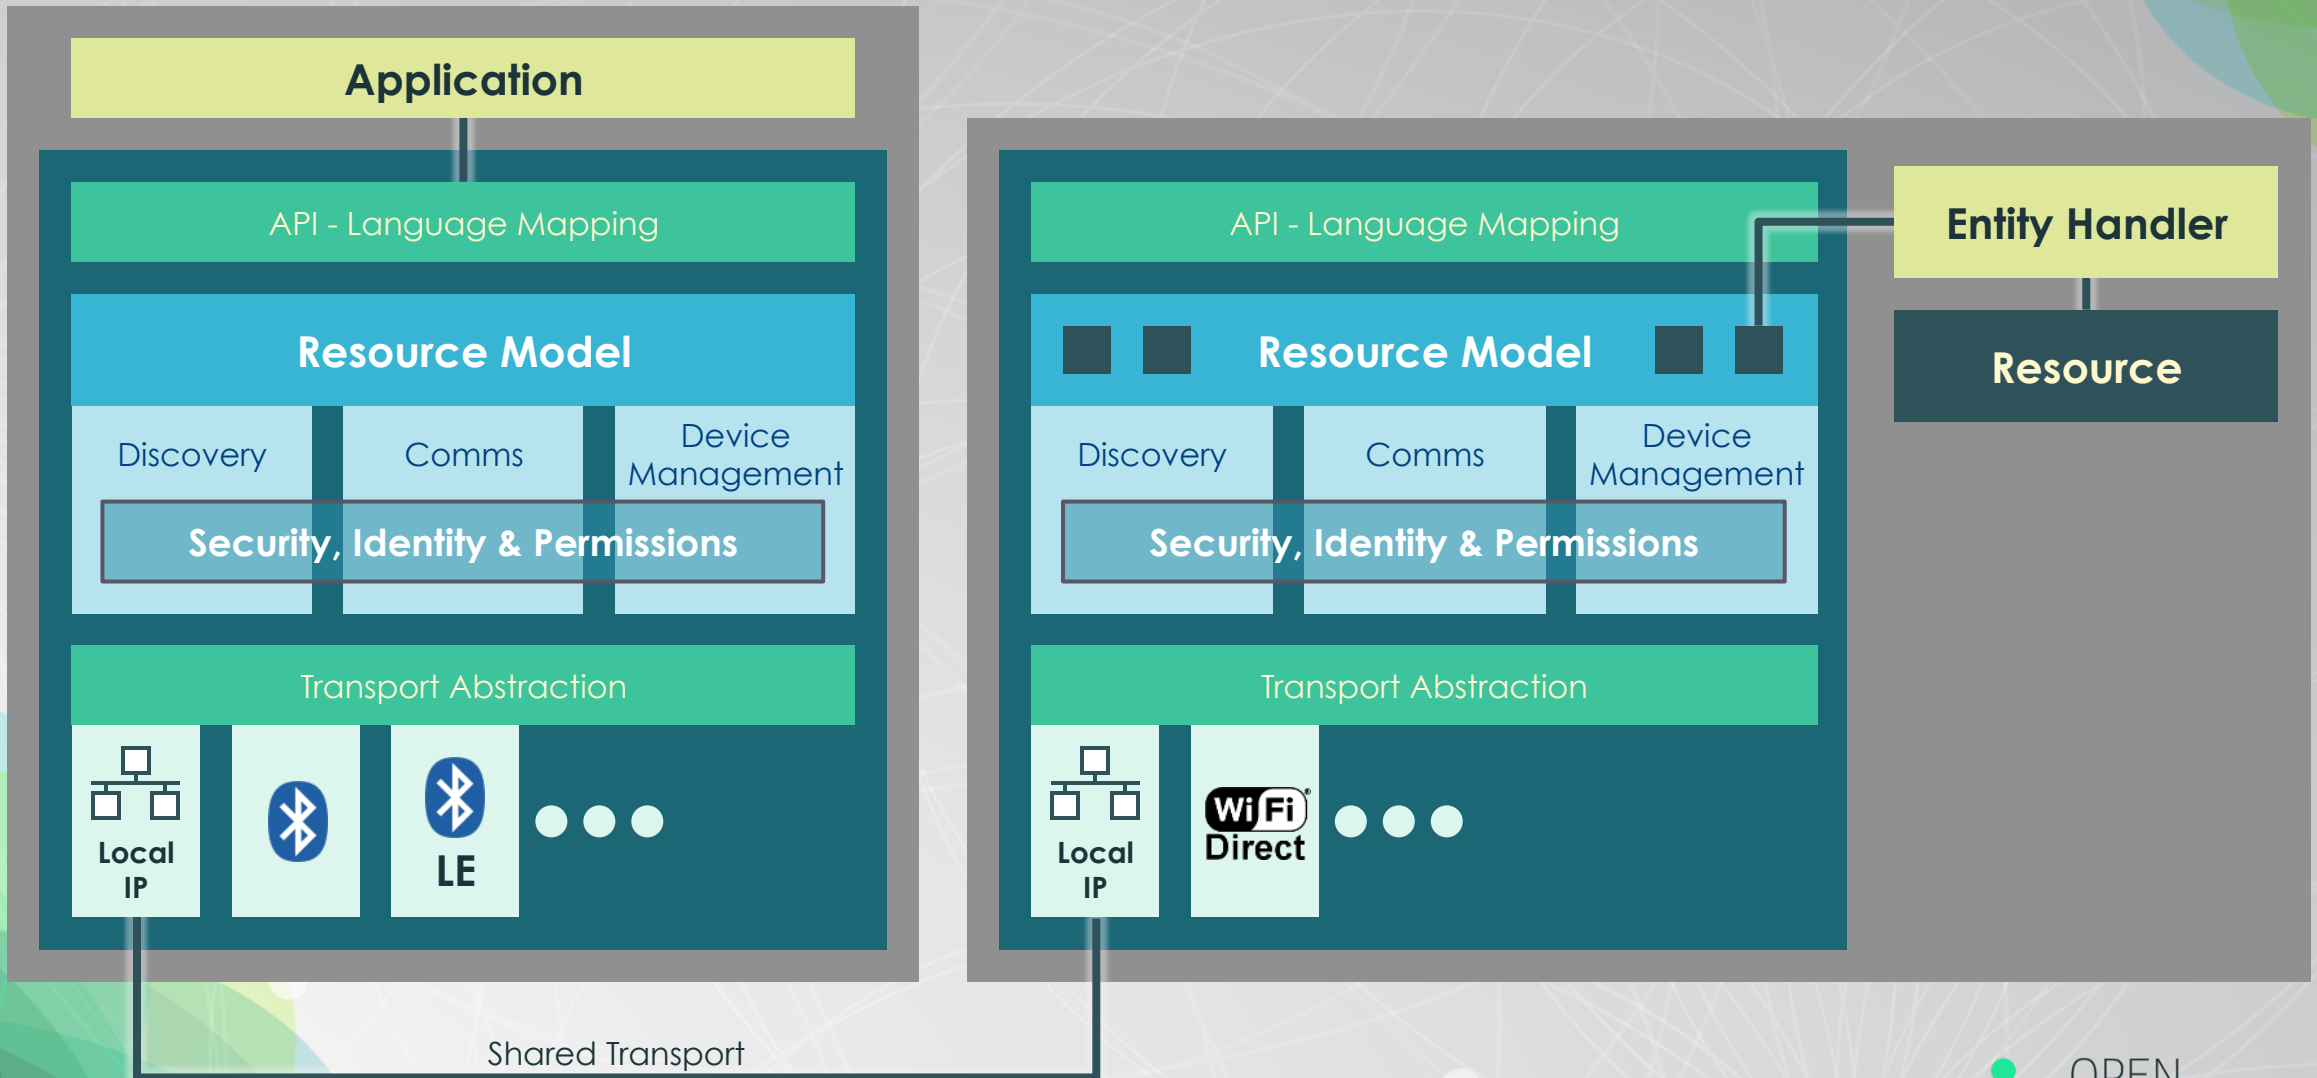 Application
API - Language Mapping
Resource Model
Discovery
Comms
Device
Management
Security, Identity & Permissions
Transport Abstraction
Local
IP
LE
API - Language Mapping
Resource Model
Discovery
Comms
Device
Management
Security, Identity & Permissions
Transport Abstraction
Local
IP
Wi Fi®
Direct
Entity Handler
Resource
Shared Transport
OPEN